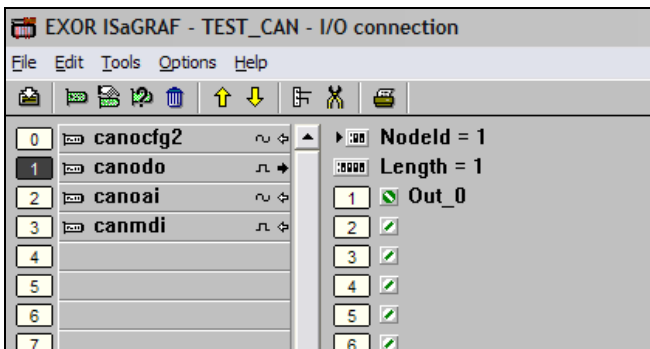 EXOR ISaGRAF - TEST_CAN - I/O connection
File Edit Tools Options Help
0 canocfg2
1 canodo
2 canoai
3 canmdi
4
5
6
7
NodeId = 1
Length = 1
1 Out_0
2
3
4
5
6